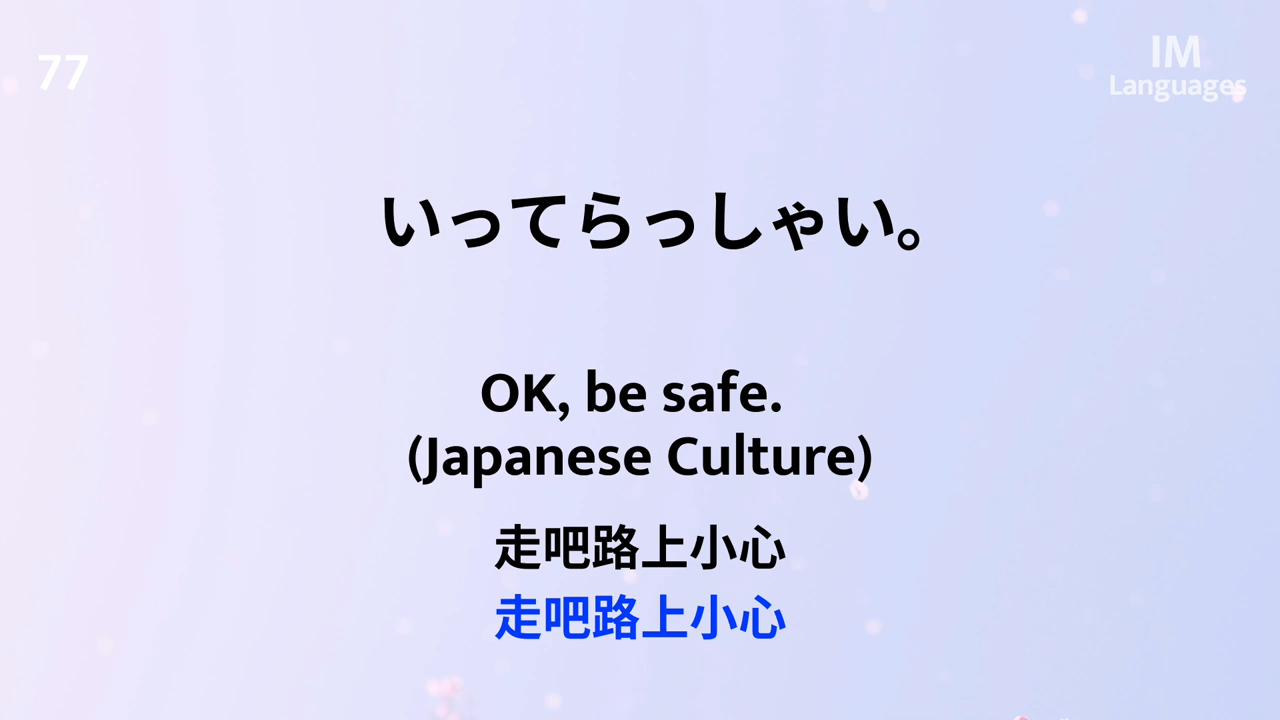 77
IM
Languages
いってらっしゃい。
OK, be safe.
(Japanese Culture)
走吧路上小心
走吧路上小心